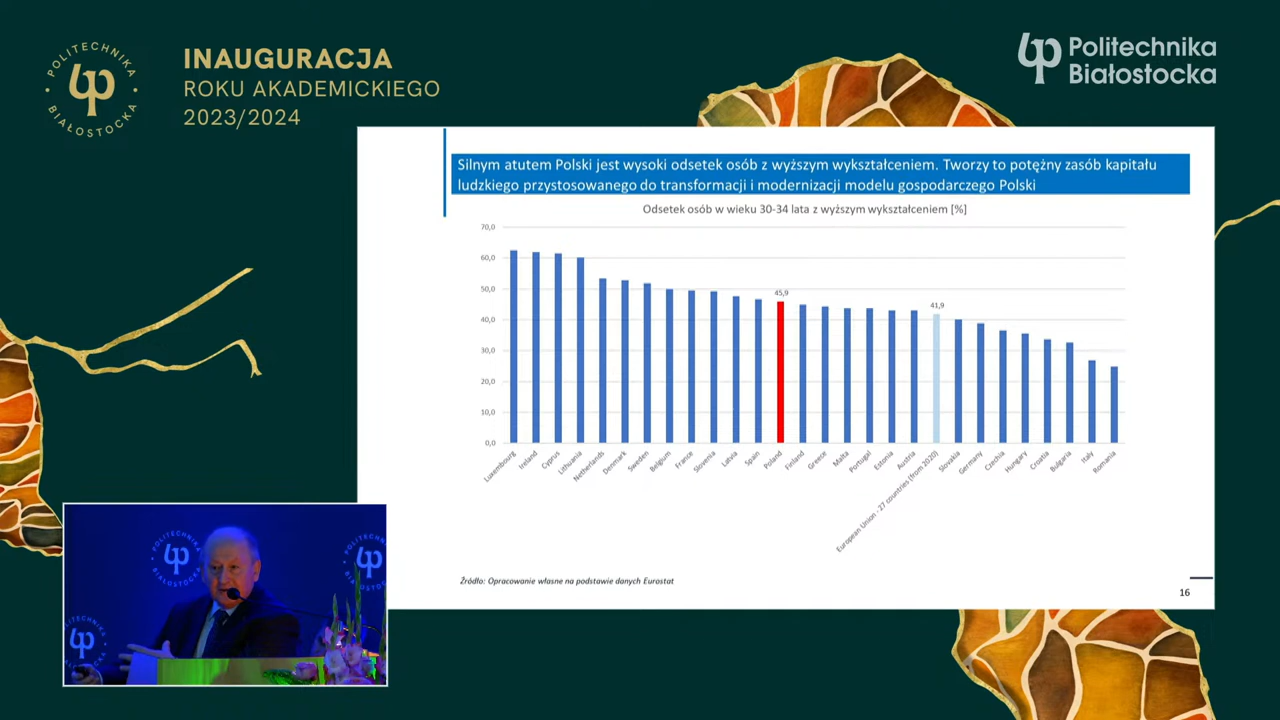 POLITECHNIKA
BIAŁOSTOCKA
INAUGURACJA
ROKU AKADEMICKIEGO
2023/2024
Politechnika
Białostocka
Silnym atutem Polski jest wysoki odsetek osób z wyższym wykształceniem. Tworzy to potężny zasób kapitału
ludzkiego przystosowanego do transformacji i modernizacji modelu gospodarczego Polski
Odsetek osób w wieku 30-34 lata z wyższym wykształceniem [%]
70,0
60,0
50,0
40,0
30,0
20,0
10,0
0,0
45,9
41,9
Luxembourg
Ireland
Cyprus
Lithuania
Netherlands
Denmark
Sweden
Belgium
France
Slovenia
Latvia
Spain
Poland
Finland
Greece
Malta
Portugal
Estonia
Austria
European Union - 27 countries (from 2020)
Slovakia
Germany
Czechia
Hungary
Croatia
Bulgaria
Italy
Romania
Źródło: Opracowanie własne na podstawie danych Eurostat
16
POLITECHNIKA
BIAŁOSTOCKA